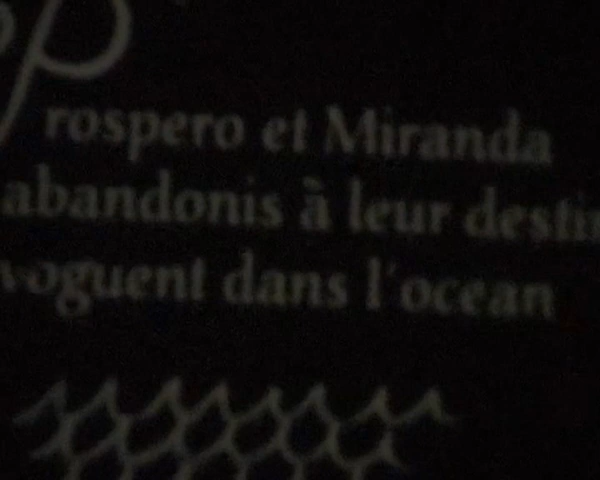 Prospero et Miranda
abandonis à leur destin
voguent dans l'ocean